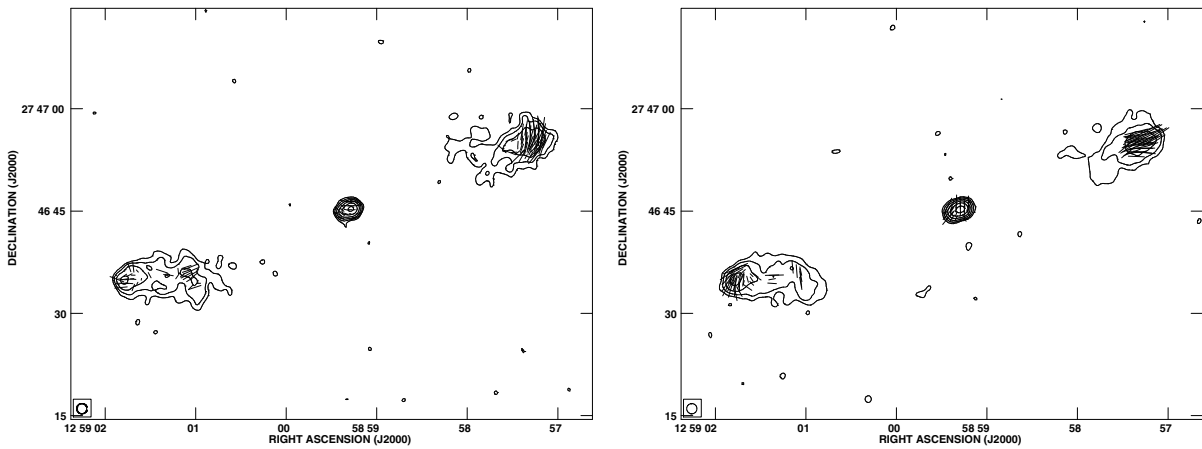 DECLINATION (J2000)
27 47 00
46 45
30
15
12 59 02
01
00
58 59
58
57
RIGHT ASCENSION (J2000)
DECLINATION (J2000)
27 47 00
46 45
30
15
12 59 02
01
00
58 59
58
57
RIGHT ASCENSION (J2000)